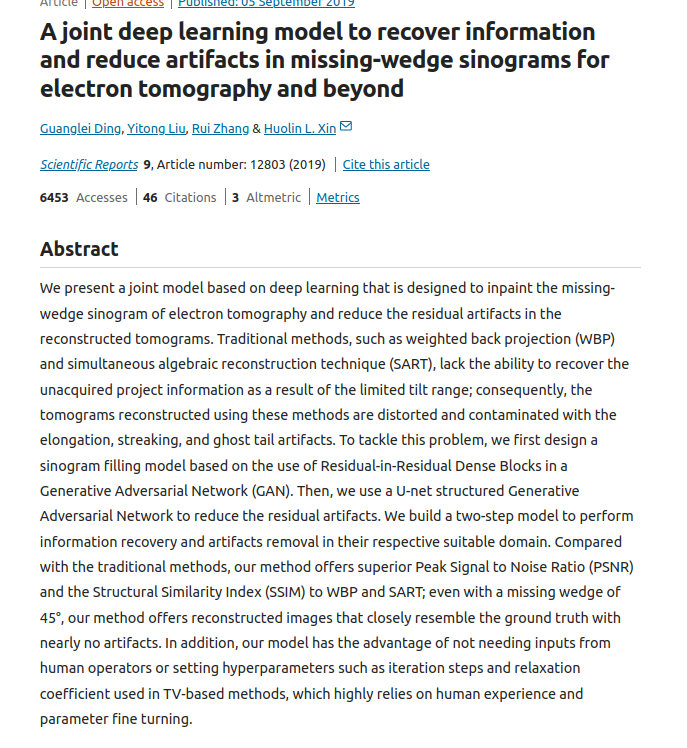 Article | Open access | Published: 05 September 2019
A joint deep learning model to recover information
and reduce artifacts in missing-wedge sinograms for
electron tomography and beyond
Guanglei Ding, Yitong Liu, Rui Zhang & Huolin L. Xin
Scientific Reports 9, Article number: 12803 (2019) | Cite this article
6453 Accesses | 46 Citations | 3 Altmetric | Metrics
Abstract
We present a joint model based on deep learning that is designed to inpaint the missing-
wedge sinogram of electron tomography and reduce the residual artifacts in the
reconstructed tomograms. Traditional methods, such as weighted back projection (WBP)
and simultaneous algebraic reconstruction technique (SART), lack the ability to recover the
unacquired project information as a result of the limited tilt range; consequently, the
tomograms reconstructed using these methods are distorted and contaminated with the
elongation, streaking, and ghost tail artifacts. To tackle this problem, we first design a
sinogram filling model based on the use of Residual-in-Residual Dense Blocks in a
Generative Adversarial Network (GAN). Then, we use a U-net structured Generative
Adversarial Network to reduce the residual artifacts. We build a two-step model to perform
information recovery and artifacts removal in their respective suitable domain. Compared
with the traditional methods, our method offers superior Peak Signal to Noise Ratio (PSNR)
and the Structural Similarity Index (SSIM) to WBP and SART; even with a missing wedge of
45°, our method offers reconstructed images that closely resemble the ground truth with
nearly no artifacts. In addition, our model has the advantage of not needing inputs from
human operators or setting hyperparameters such as iteration steps and relaxation
coefficient used in TV-based methods, which highly relies on human experience and
parameter fine turning.